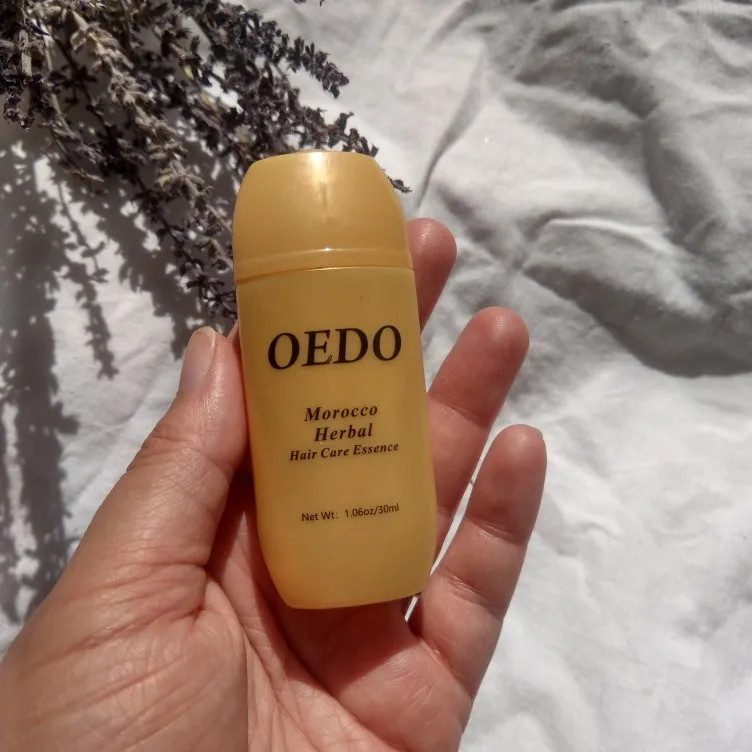 OEDO
Morocco
Herbal
Hair Care Essence
Net Wt: 1.06oz/30ml